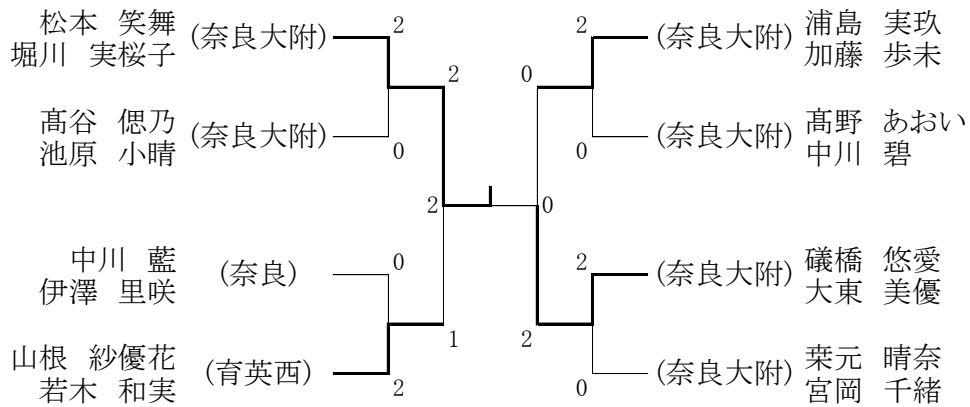 松本 笑舞 (奈良大附) 2
堀川 実桜子
2
髙谷 偲乃 (奈良大附) 0
池原 小晴
2
中川 藍 (奈良) 0
伊澤 里咲
1
山根 紗優花 (育英西) 2
若木 和実
2 (奈良大附) 浦島 実玖
加藤 歩未
0
0 (奈良大附) 髙野 あおい
中川 碧
0
2 (奈良大附) 礒橋 悠愛
大東 美優
2
0 (奈良大附) 栞元 晴奈
宮岡 千緒